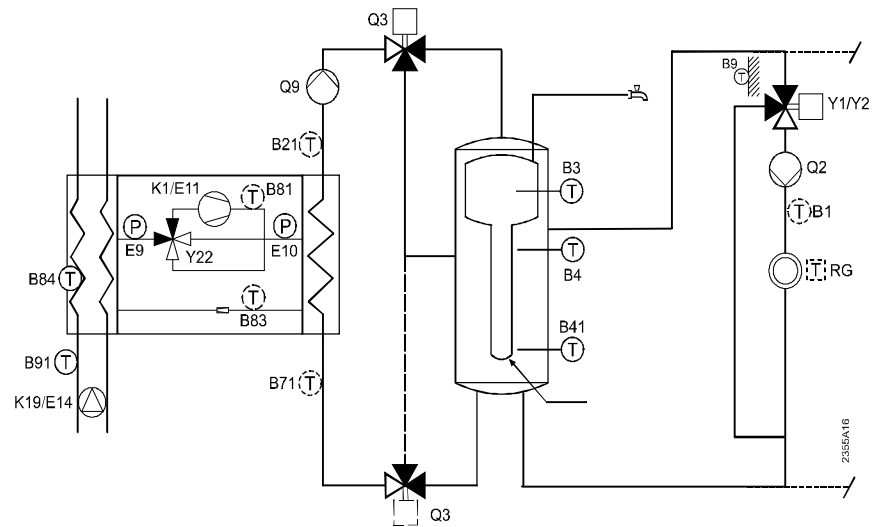 Q3
B9
T
Y1/Y2
Q9
B21 T
B3
T
Q2
K1/E11
T B81
P
P
E9
Y22
E10
T B1
T
B4
B84 T
T RG
T
B83
B41
T
B91 T
B71 T
K19/E14
Q3
2355A16